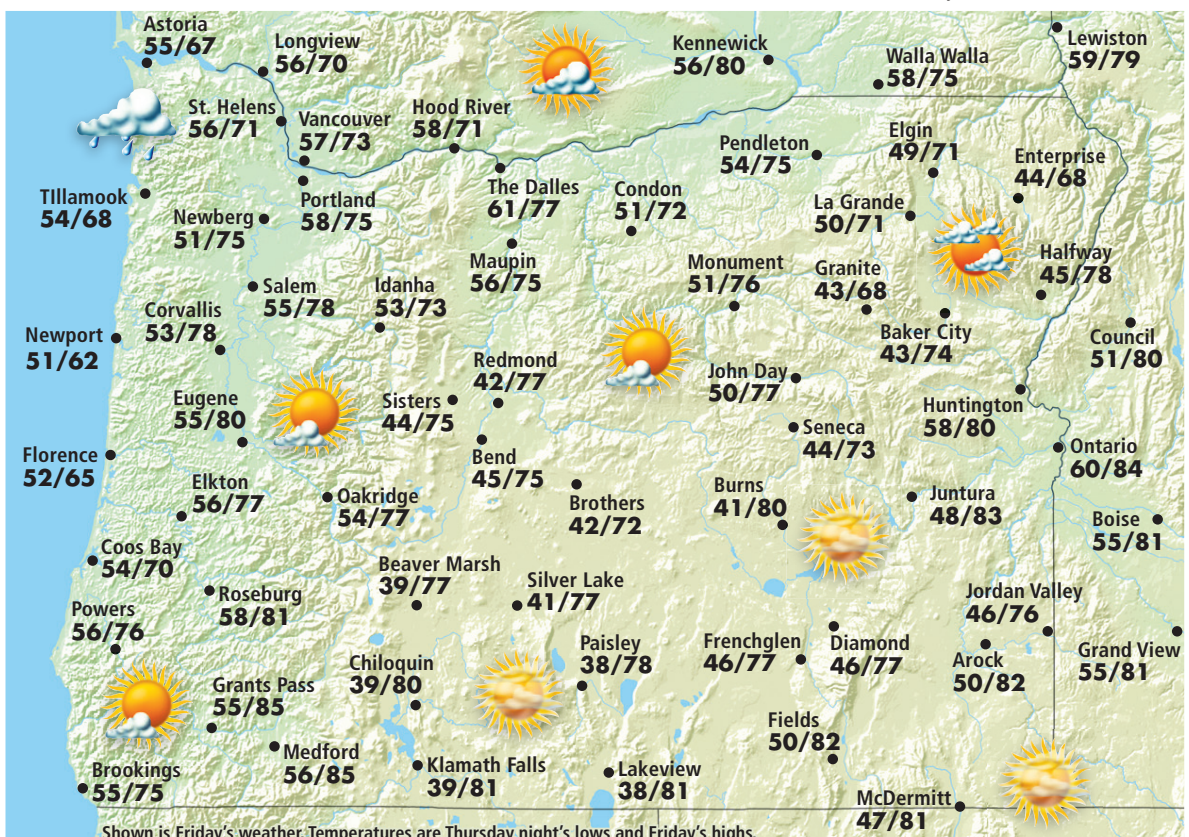 Astoria
55/67
Longview
56/70
Kennewick
56/80
Walla Walla
58/75
Lewiston
59/79
St. Helens
56/71
Vancouver
57/73
Hood River
58/71
Pendleton
54/75
Elgin
49/71
Enterprise
44/68
TIllamook
54/68
Newberg
51/75
Portland
58/75
The Dalles
61/77
Condon
51/72
La Grande
50/71
Maupin
56/75
Monument
51/76
Granite
43/68
Halfway
45/78
Salem
55/78
Idanha
53/73
Corvallis
53/78
Newport
51/62
Baker City
43/74
Council
51/80
Redmond
42/77
John Day
50/77
Eugene
55/80
Sisters
44/75
Huntington
58/80
Seneca
44/73
Ontario
60/84
Florence
52/65
Bend
45/75
Elkton
56/77
Oakridge
54/77
Brothers
42/72
Burns
41/80
Juntura
48/83
Boise
55/81
Coos Bay
54/70
Beaver Marsh
39/77
Silver Lake
41/77
Roseburg
58/81
Jordan Valley
46/76
Powers
56/76
Paisley
38/78
Frenchglen
46/77
Diamond
46/77
Arock
50/82
Grand View
55/81
Chiloquin
39/80
Grants Pass
55/85
Fields
50/82
Medford
56/85
Klamath Falls
39/81
Lakeview
38/81
Brookings
55/75
McDermitt
47/81
Shown is Friday's weather. Temperatures are Thursday night's lows and Friday's highs.